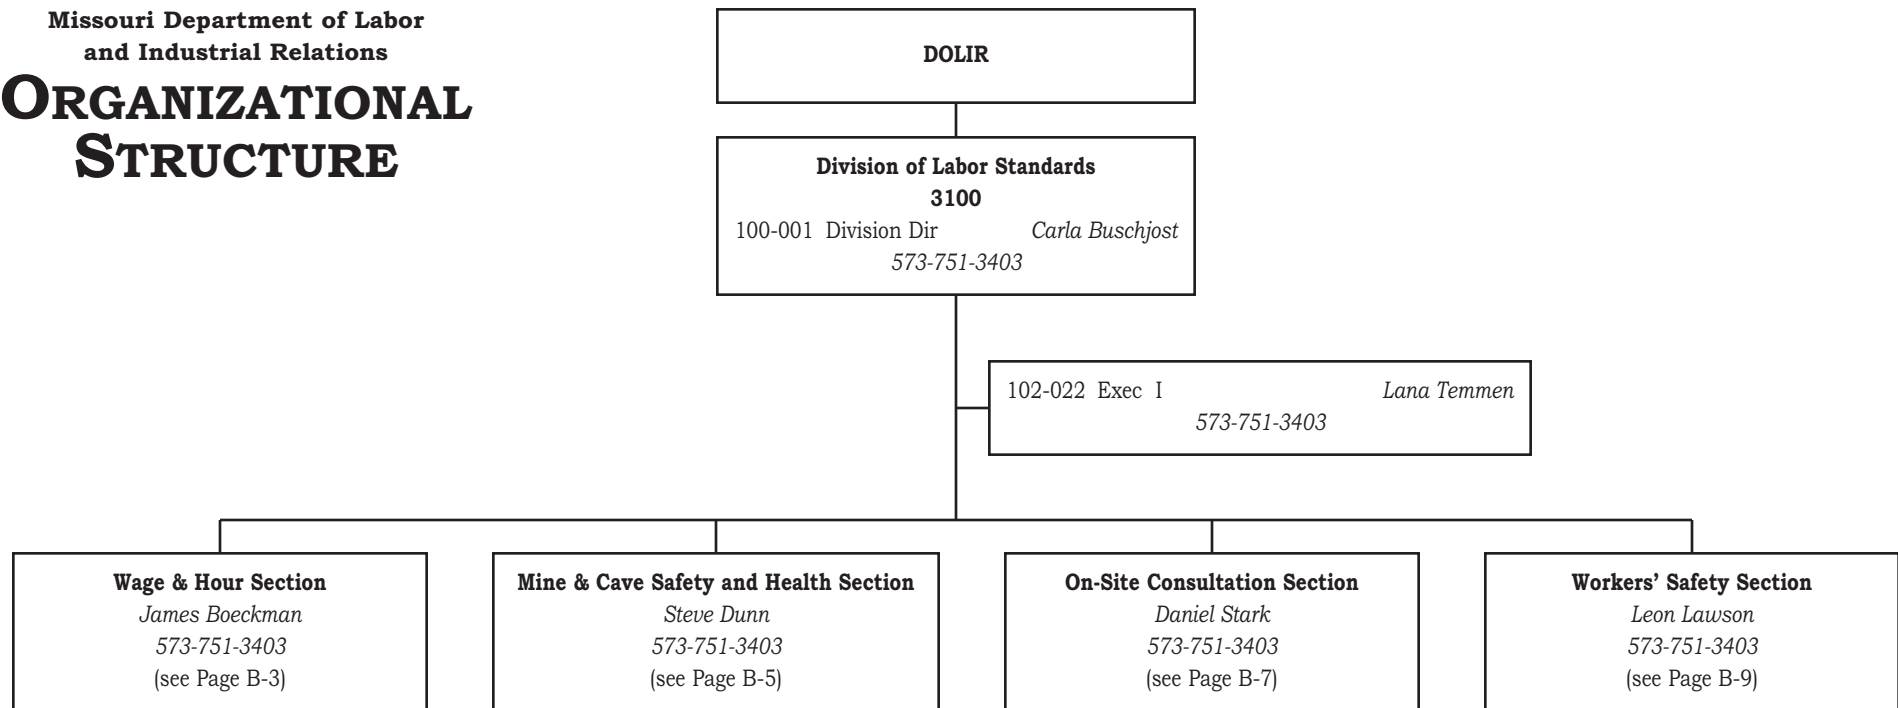 Missouri Department of Labor
and Industrial Relations
ORGANIZATIONAL
STRUCTURE
DOLIR
Division of Labor Standards
3100
100-001 Division Dir Carla Buschjost
573-751-3403
102-022 Exec I Lana Temmen
573-751-3403
Wage & Hour Section
James Boeckman
573-751-3403
(see Page B-3)
Mine & Cave Safety and Health Section
Steve Dunn
573-751-3403
(see Page B-5)
On-Site Consultation Section
Daniel Stark
573-751-3403
(see Page B-7)
Workers’ Safety Section
Leon Lawson
573-751-3403
(see Page B-9)